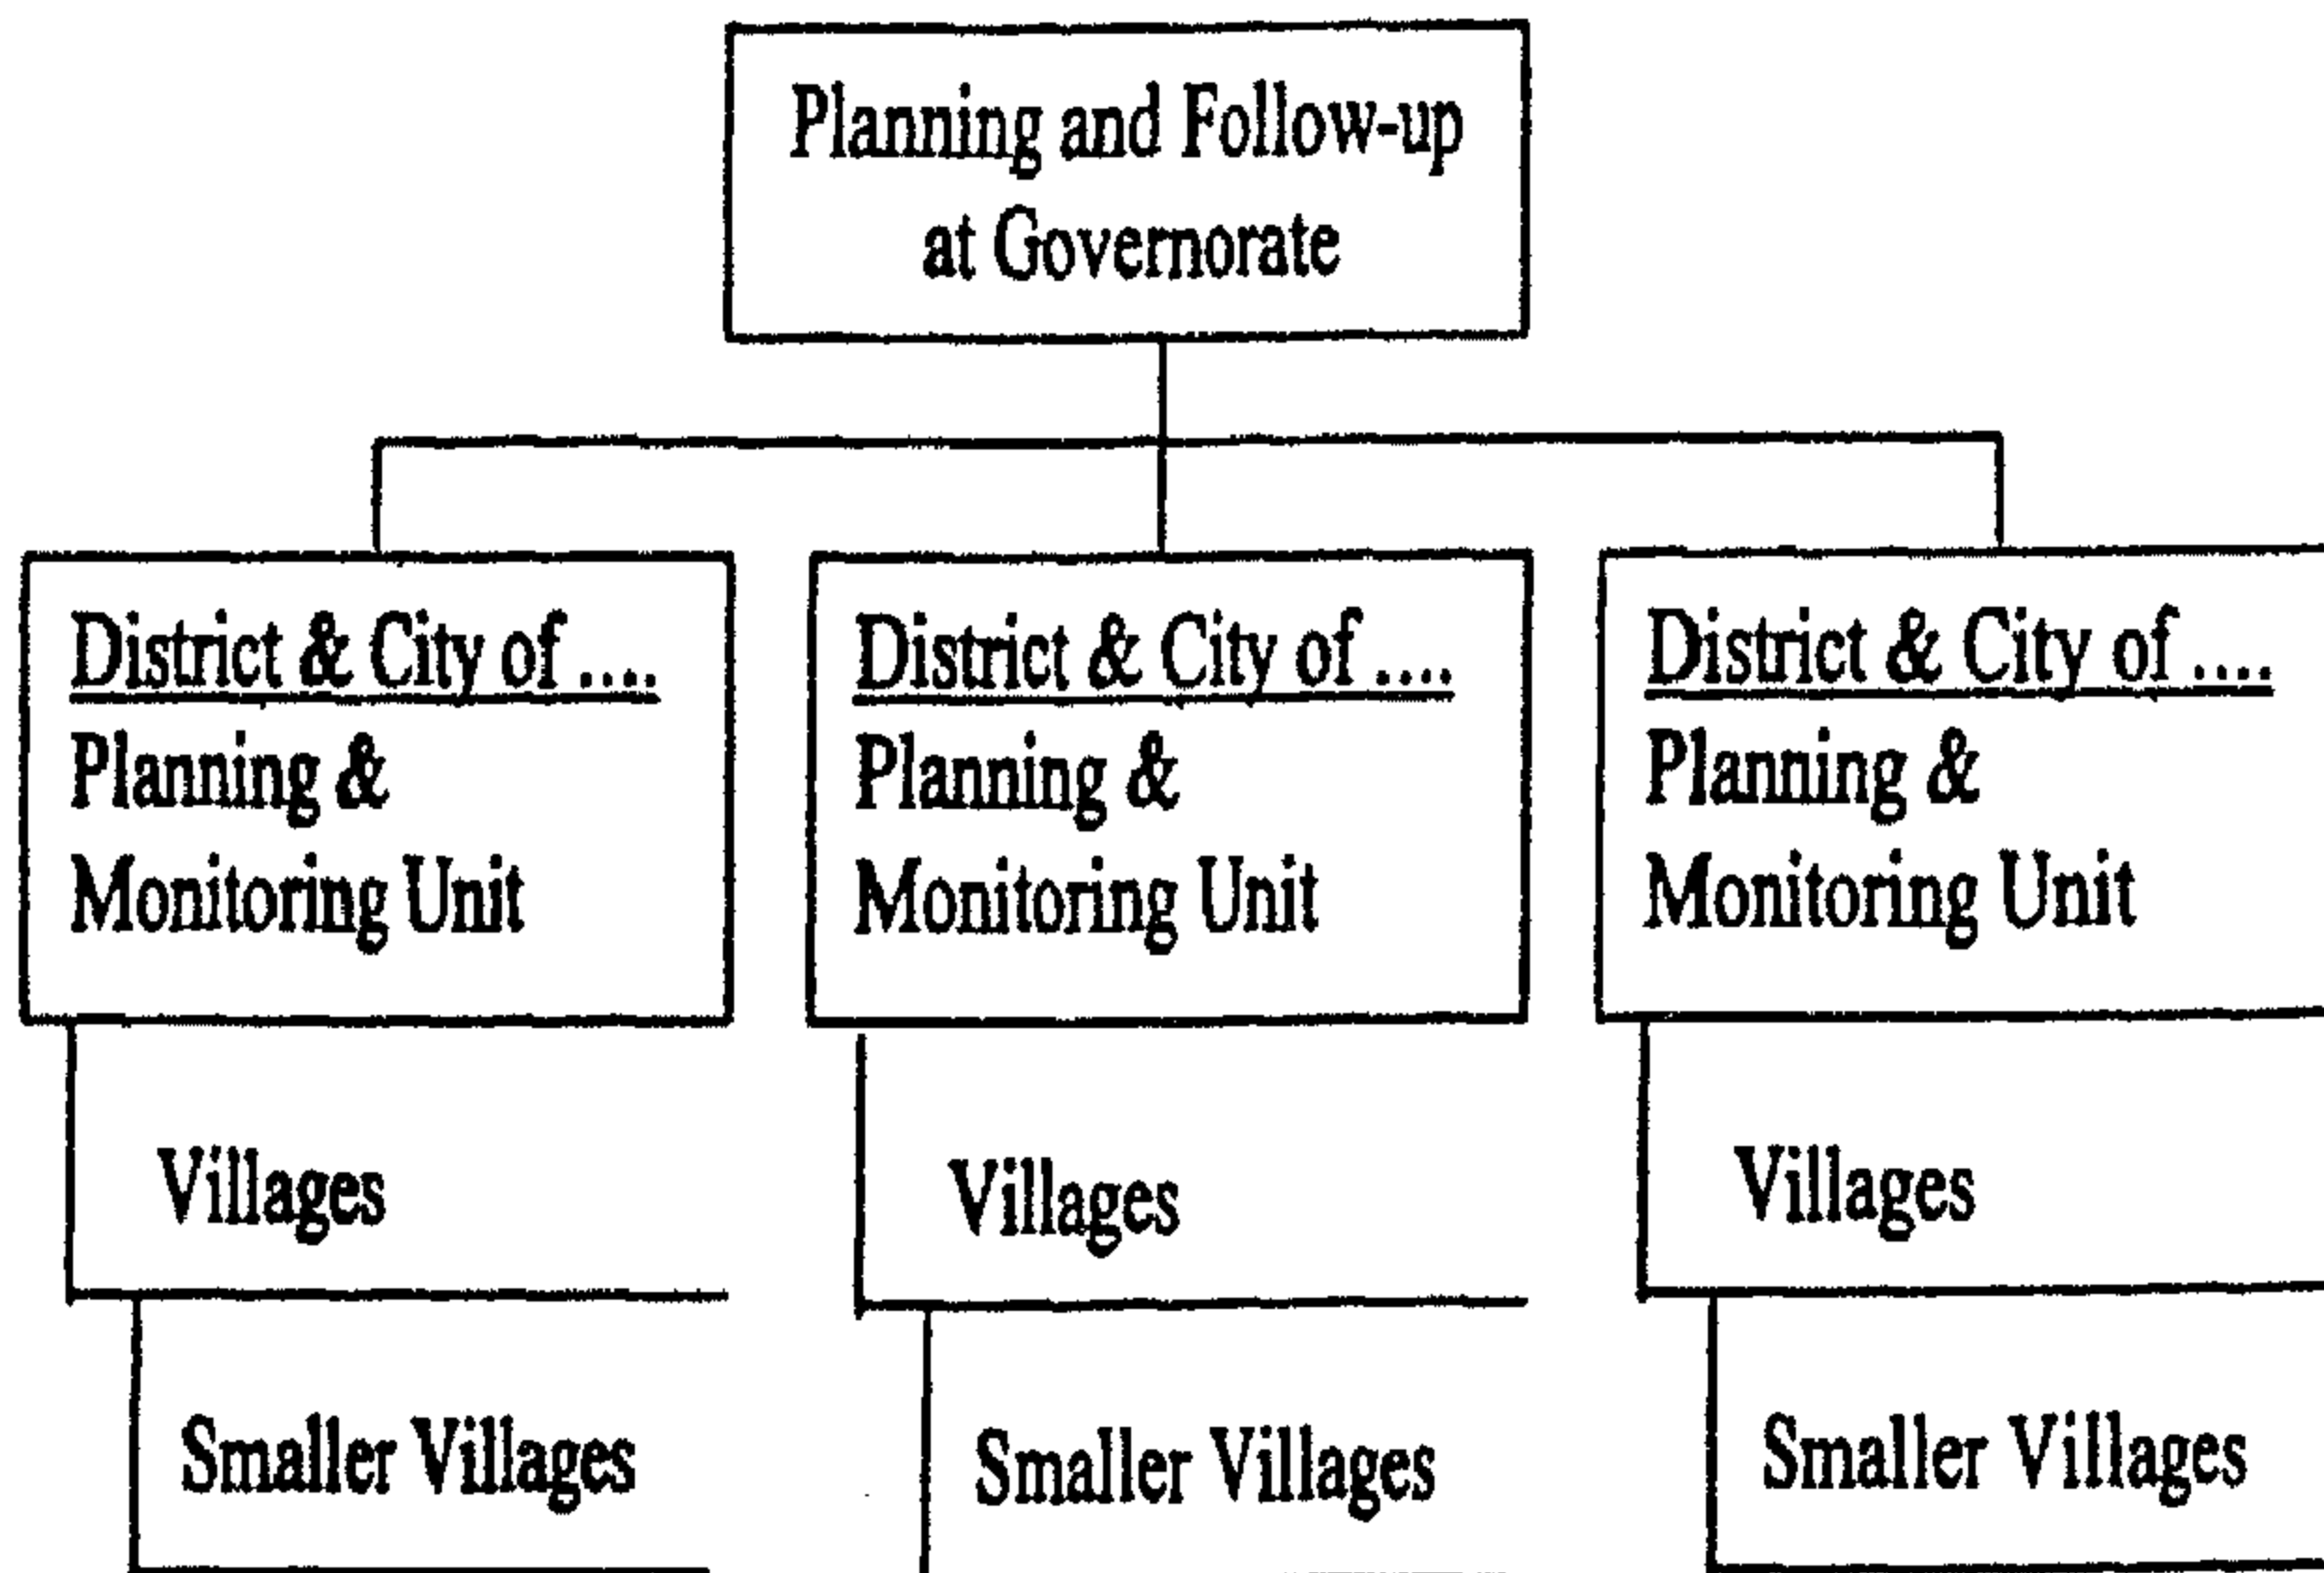 Planning and Follow-up
at Governorate
District & City of ....
Planning &
Monitoring Unit
Villages
Smaller Villages
District & City of ....
Planning &
Monitoring Unit
Villages
Smaller Villages
District & City of ....
Planning &
Monitoring Unit
Villages
Smaller Villages